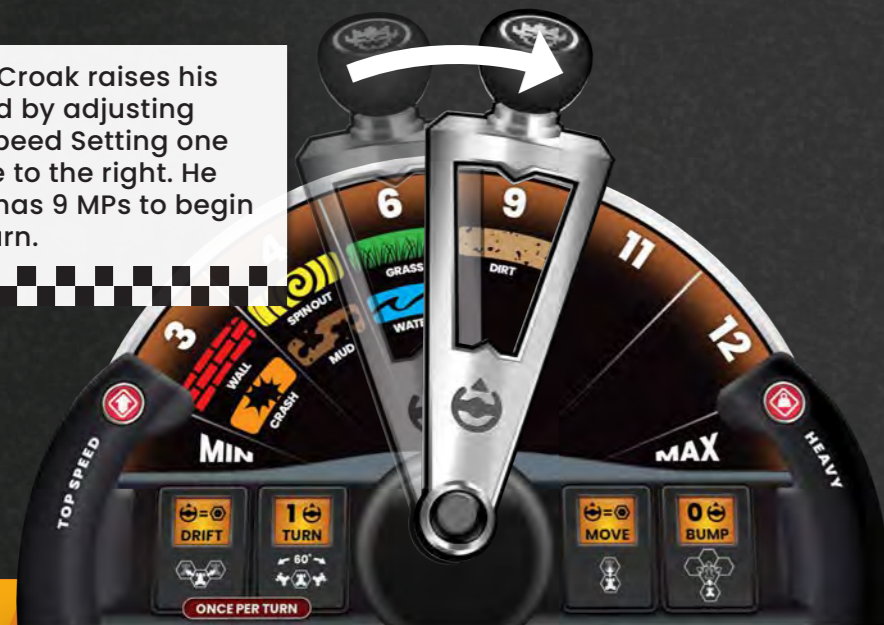 Croak raises his
d by adjusting
peed Setting one
e to the right. He
has 9 MPs to begin
urn.
3
4
6
9
11
12
WALL
CRASH
SPINOUT
MUD
GRASS
WATE
DIRT
MIN
MAX
TOP SPEED
HEAVY
DRIFT
1
TURN
60°
ONCE PER TURN
MOVE
0
BUMP